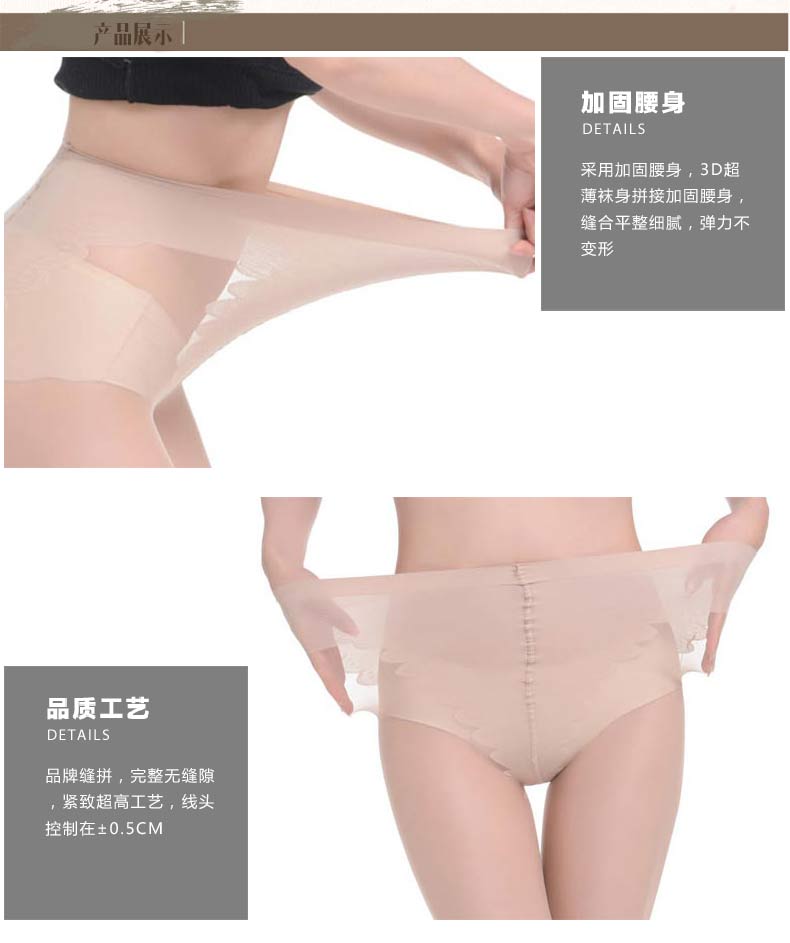 产品展示
加固腰身
DETAILS
采用加固腰身，3D超
薄袜身拼接加固腰身，
缝合平整细腻，弹力不
变形
品质工艺
DETAILS
品牌缝拼，完整无缝隙
，紧致超高工艺，线头
控制在±0.5CM